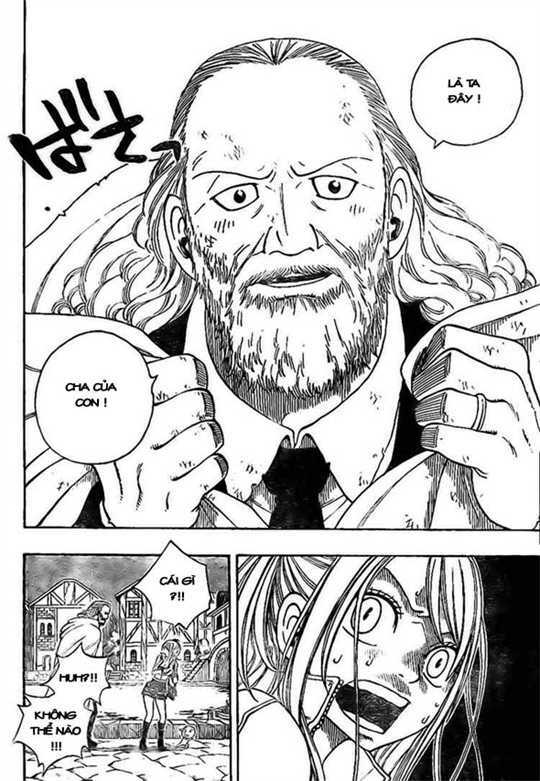 LÀ TA
ĐÂY !
ばさっ
CHA CỦA
CON !
CÁI GÌ
?!!
HUH?!!
KHÔNG
THỂ NÀO
!!!